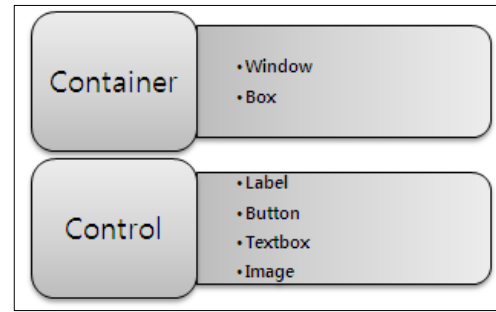 Container
•Window
•Box
Control
•Label
•Button
•Textbox
•Image